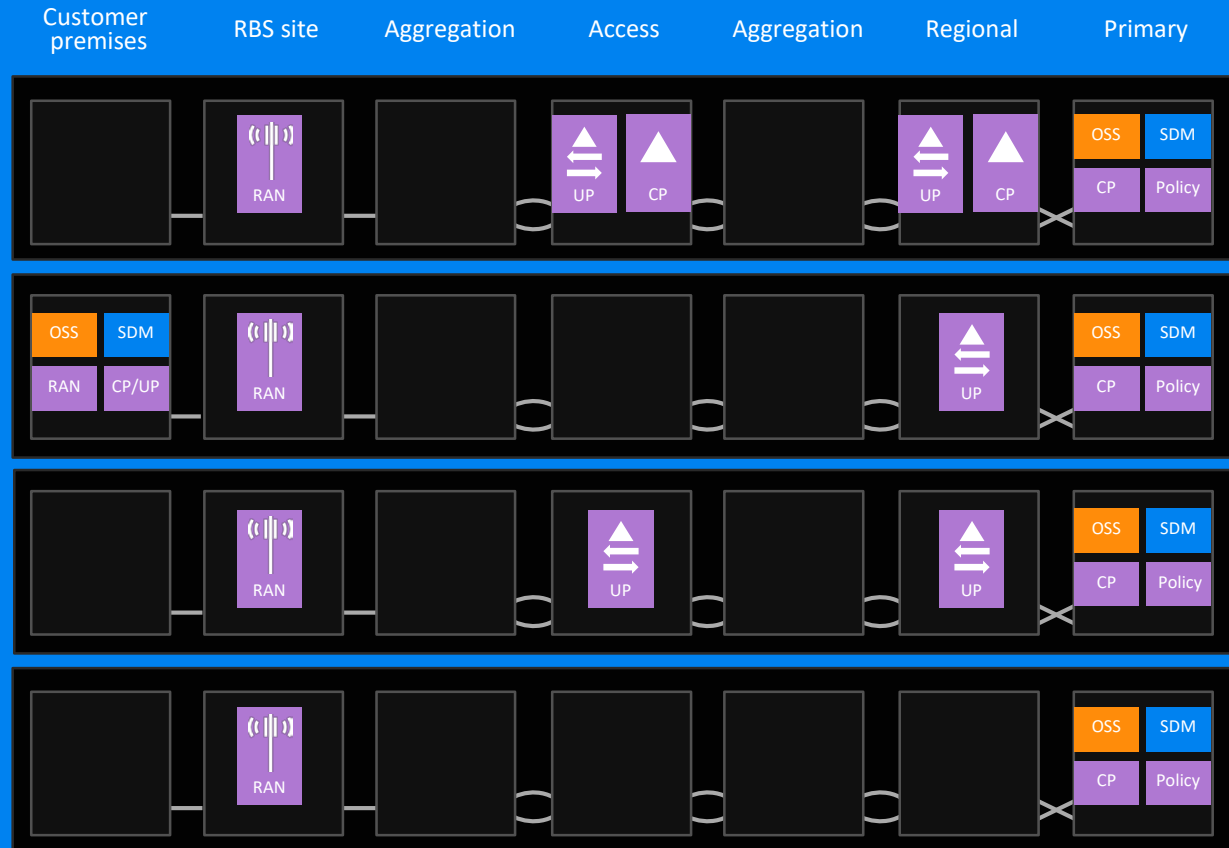 Customer
premises
RBS site
Aggregation
Access
Aggregation
Regional
Primary
RAN
UP
CP
UP
CP
OSS
SDM
CP
Policy
OSS
SDM
RAN
CP/UP
RAN
UP
OSS
SDM
CP
Policy
RAN
UP
UP
OSS
SDM
CP
Policy
RAN
OSS
SDM
CP
Policy